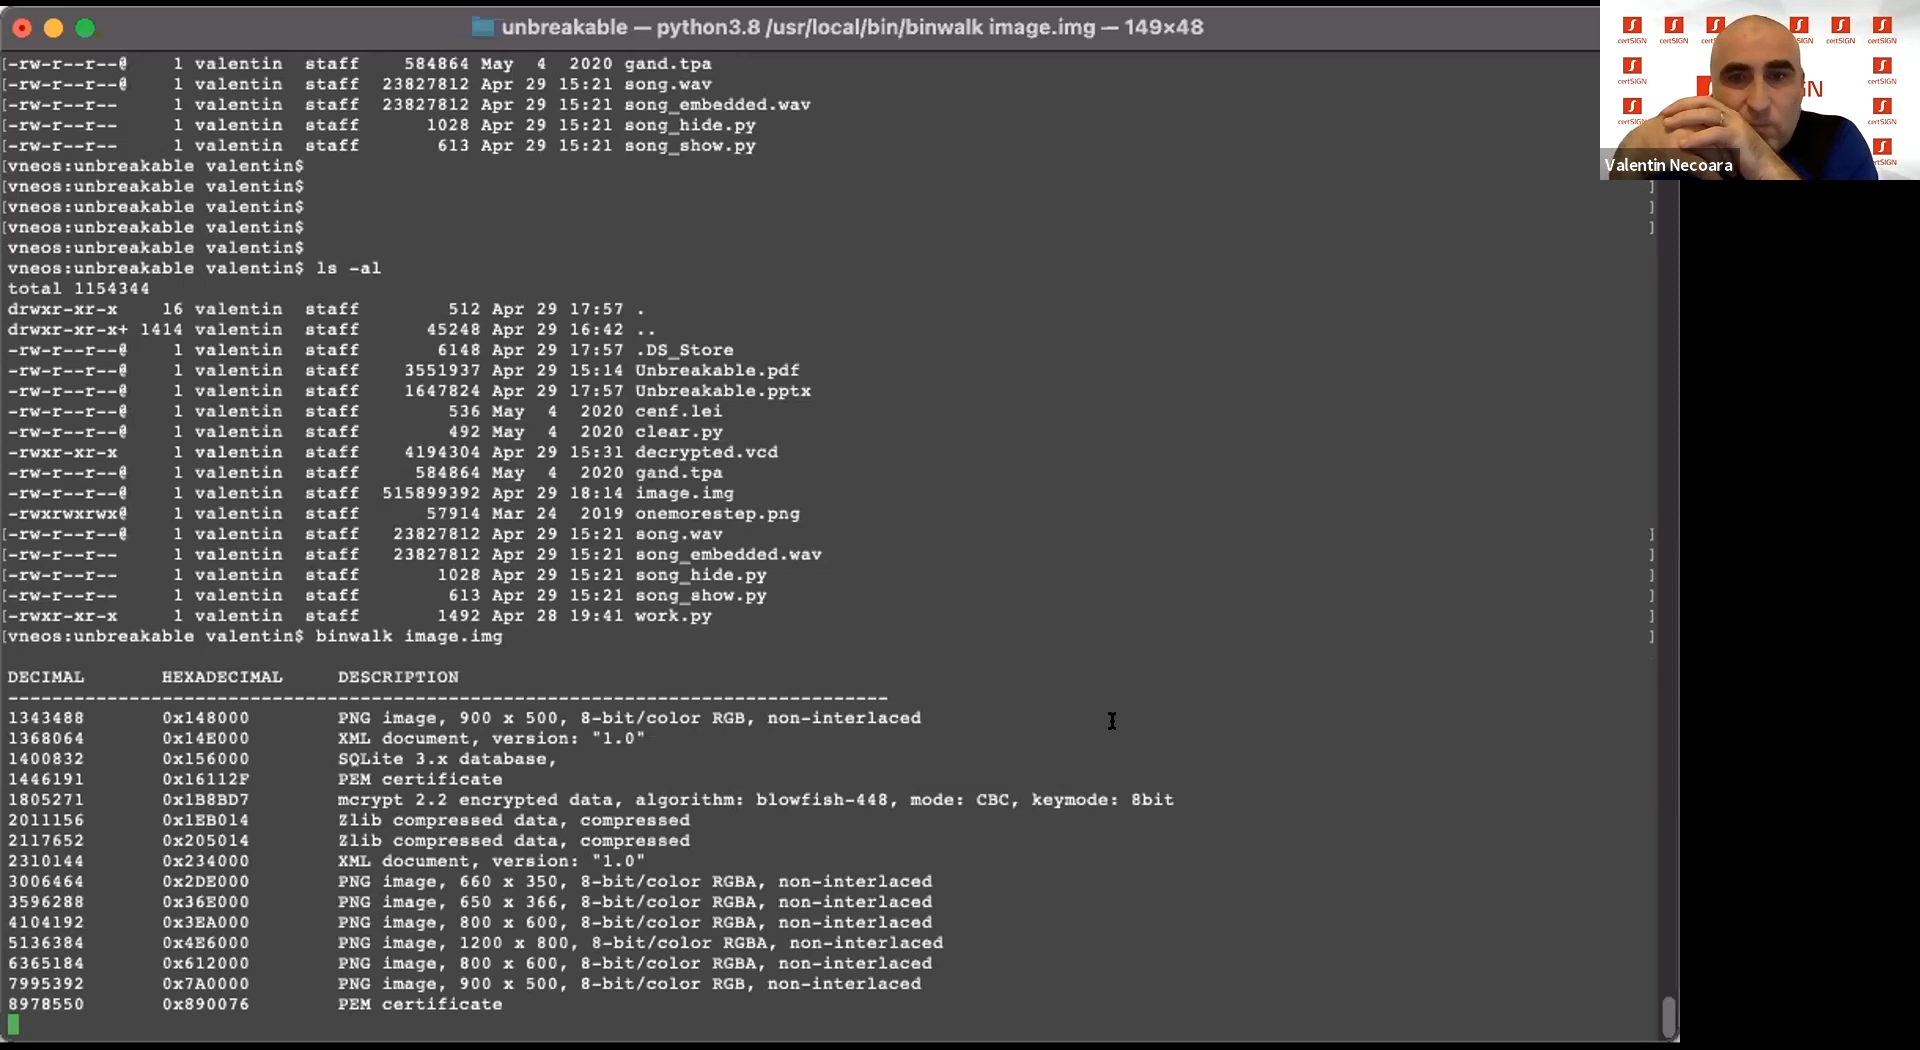 unbreakable — python3.8 /usr/local/bin/binwalk image.img — 149×48
[-rw-r--r--@    1 valentin  staff     584864 May  4  2020 gand.tpa
[-rw-r--r--@    1 valentin  staff   23827812 Apr 29 15:21 song.wav
[-rw-r--r--     1 valentin  staff   23827812 Apr 29 15:21 song_embedded.wav
[-rw-r--r--     1 valentin  staff       1028 Apr 29 15:21 song_hide.py
[-rw-r--r--     1 valentin  staff        613 Apr 29 15:21 song_show.py
[vneos:unbreakable valentin$
[vneos:unbreakable valentin$ ]
[vneos:unbreakable valentin$ ]
[vneos:unbreakable valentin$ ]
vneos:unbreakable valentin$
vneos:unbreakable valentin$ ls -al
total 1154344
drwxr-xr-x    16 valentin  staff        512 Apr 29 17:57 .
drwxr-xr-x+ 1414 valentin  staff      45248 Apr 29 16:42 ..
-rw-r--r--@    1 valentin  staff       6148 Apr 29 17:57 .DS_Store
-rw-r--r--@    1 valentin  staff    3551937 Apr 29 15:14 Unbreakable.pdf
-rw-r--r--@    1 valentin  staff    1647824 Apr 29 17:57 Unbreakable.pptx
-rw-r--r--@    1 valentin  staff        536 May  4  2020 cenf.lei
-rw-r--r--@    1 valentin  staff        492 May  4  2020 clear.py
-rwxr-xr-x     1 valentin  staff    4194304 Apr 29 15:31 decrypted.vcd
-rw-r--r--@    1 valentin  staff     584864 May  4  2020 gand.tpa
-rw-r--r--@    1 valentin  staff  515899392 Apr 29 18:14 image.img
-rwxrwxrwx@    1 valentin  staff      57914 Mar 24  2019 onemorestep.png
[-rw-r--r--@    1 valentin  staff   23827812 Apr 29 15:21 song.wav ]
[-rw-r--r--     1 valentin  staff   23827812 Apr 29 15:21 song_embedded.wav ]
[-rw-r--r--     1 valentin  staff       1028 Apr 29 15:21 song_hide.py ]
[-rw-r--r--     1 valentin  staff        613 Apr 29 15:21 song_show.py ]
[-rwxr-xr-x     1 valentin  staff       1492 Apr 28 19:41 work.py ]
[vneos:unbreakable valentin$ binwalk image.img ]
DECIMAL       HEXADECIMAL     DESCRIPTION
--------------------------------------------------------------------------------
1343488       0x148000        PNG image, 900 x 500, 8-bit/color RGB, non-interlaced
1368064       0x14E000        XML document, version: "1.0"
1400832       0x156000        SQLite 3.x database,
1446191       0x16112F        PEM certificate
1805271       0x1B8BD7        mcrypt 2.2 encrypted data, algorithm: blowfish-448, mode: CBC, keymode: 8bit
2011156       0x1EB014        Zlib compressed data, compressed
2117652       0x205014        Zlib compressed data, compressed
2310144       0x234000        XML document, version: "1.0"
3006464       0x2DE000        PNG image, 660 x 350, 8-bit/color RGBA, non-interlaced
3596288       0x36E000        PNG image, 650 x 366, 8-bit/color RGBA, non-interlaced
4104192       0x3EA000        PNG image, 800 x 600, 8-bit/color RGBA, non-interlaced
5136384       0x4E6000        PNG image, 1200 x 800, 8-bit/color RGBA, non-interlaced
6365184       0x612000        PNG image, 800 x 600, 8-bit/color RGBA, non-interlaced
7995392       0x7A0000        PNG image, 900 x 500, 8-bit/color RGB, non-interlaced
8978550       0x890076        PEM certificate
certSIGN certSIGN certSIGN certSIGN certSIGN
certSIGN certSIGN
GN
certSIGN certSIGN
Valentin Necoara